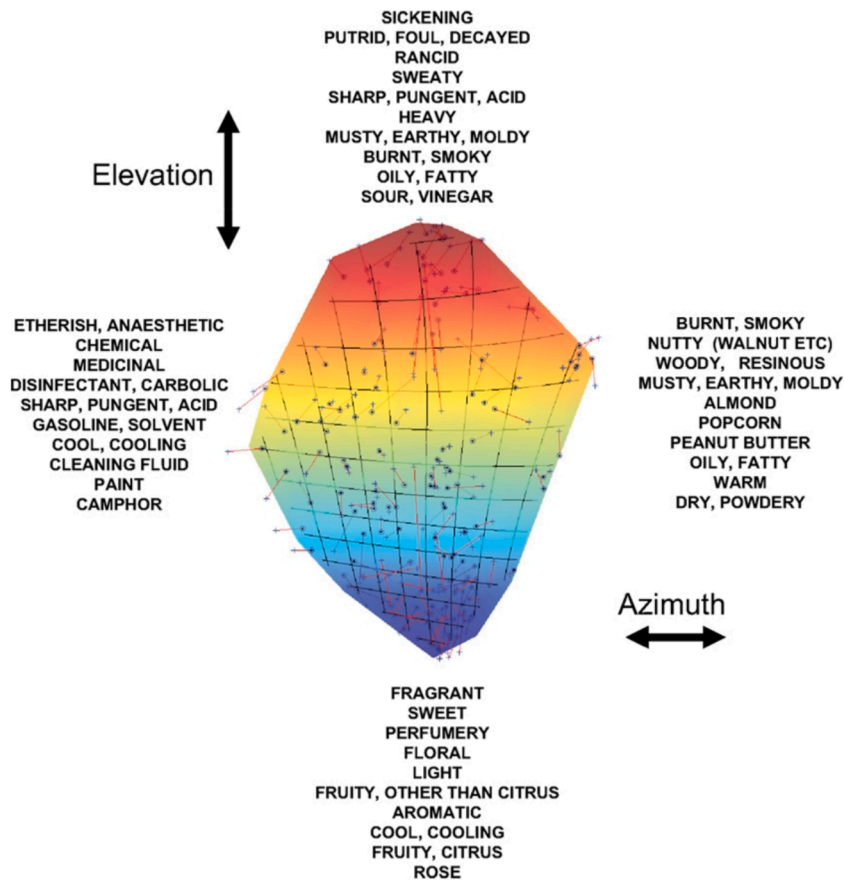 SICKENING
PUTRID, FOUL, DECAYED
RANCID
SWEATY
SHARP, PUNGENT, ACID
HEAVY
MUSTY, EARTHY, MOLDY
BURNT, SMOKY
OILY, FATTY
SOUR, VINEGAR
Elevation
ETHERISH, ANAESTHETIC
CHEMICAL
MEDICINAL
DISINFECTANT, CARBOLIC
SHARP, PUNGENT, ACID
GASOLINE, SOLVENT
COOL, COOLING
CLEANING FLUID
PAINT
CAMPHOR
BURNT, SMOKY
NUTTY (WALNUT ETC)
WOODY, RESINOUS
MUSTY, EARTHY, MOLDY
ALMOND
POPCORN
PEANUT BUTTER
OILY, FATTY
WARM
DRY, POWDERY
Azimuth
FRAGRANT
SWEET
PERFUMERY
FLORAL
LIGHT
FRUITY, OTHER THAN CITRUS
AROMATIC
COOL, COOLING
FRUITY, CITRUS
ROSE